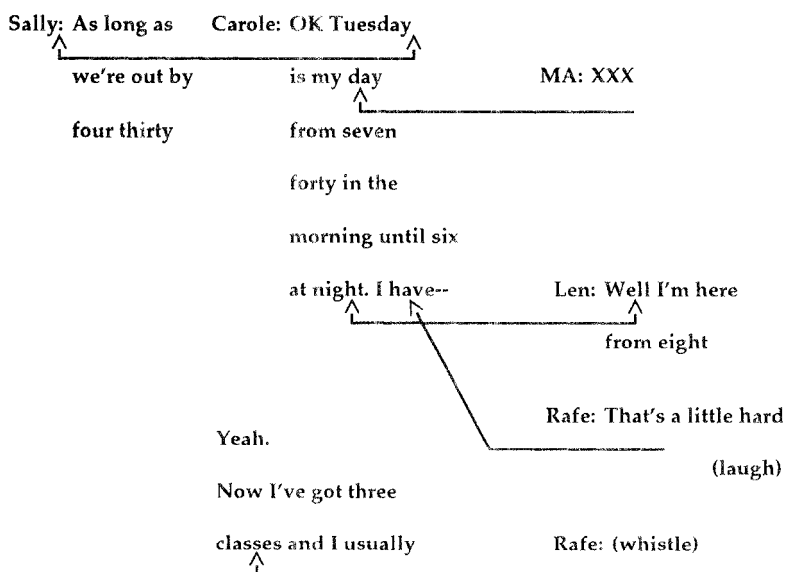 Sally: As long as Carole: OK Tuesday
we're out by is my day MA: XXX
four thirty from seven
forty in the
morning until six
at night. I have-- Len: Well I'm here
from eight
Rafe: That's a little hard
Yeah.
(laugh)
Now I've got three
classes and I usually Rafe: (whistle)